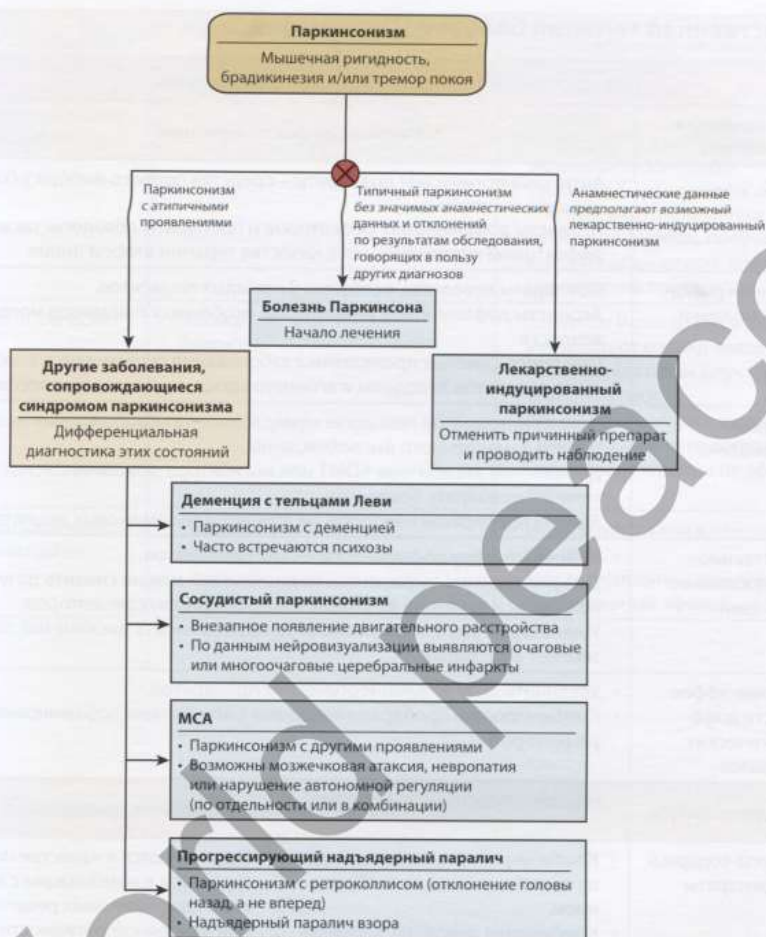 Паркинсонизм
Мышечная ригидность,
брадикинезия и/или тремор покоя
Паркинсонизм
с атипичными
проявлениями
Типичный паркинсонизм
без значимых анамнестических
данных и отклонений
по результатам обследования,
говорящих в пользу
других диагнозов
Анамнестические данные
предполагают возможный
лекарственно-индуцированный
паркинсонизм
Болезнь Паркинсона
Начало лечения
Другие заболевания,
сопровождающиеся
синдромом паркинсонизма
Дифференциальная
диагностика этих состояний
Лекарственно-
индуцированный
паркинсонизм
Отменить причинный препарат
и проводить наблюдение
Деменция с тельцами Леви
• Паркинсонизм с деменцией
• Часто встречаются психозы
Сосудистый паркинсонизм
• Внезапное появление двигательного расстройства
• По данным нейровизуализации выявляются очаговые
или многоочаговые церебральные инфаркты
МСА
• Паркинсонизм с другими проявлениями
• Возможны мозжечковая атаксия, невропатия
или нарушение автономной регуляции
(по отдельности или в комбинации)
Прогрессирующий надъядерный паралич
• Паркинсонизм с ретроколлисом (отклонение головы
назад, а не вперед)
• Надъядерный паралич взора
world peace